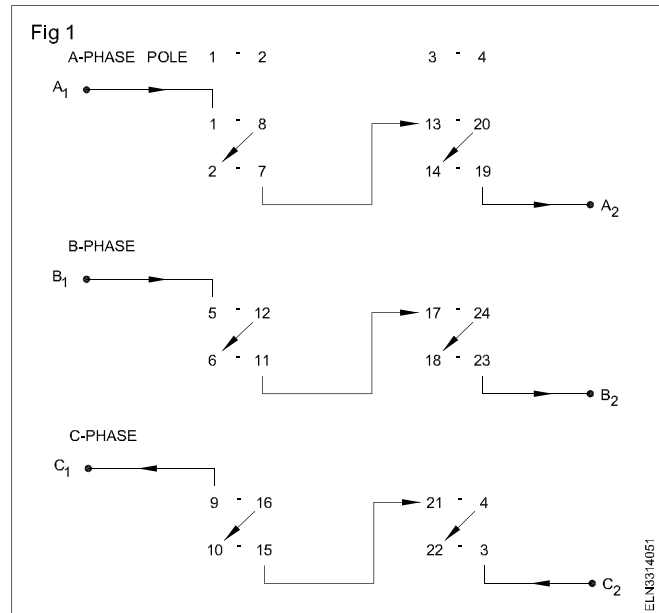 Fig 1
A-PHASE POLE 1 - 2 3 - 4
A1
1 - 8 13 - 20
2 - 7 14 - 19
A2
B-PHASE
B1
5 - 12 17 - 24
6 - 11 18 - 23
B2
C-PHASE
C1
9 - 16 21 - 4
10 - 15 22 - 3
C2
ELN3314051